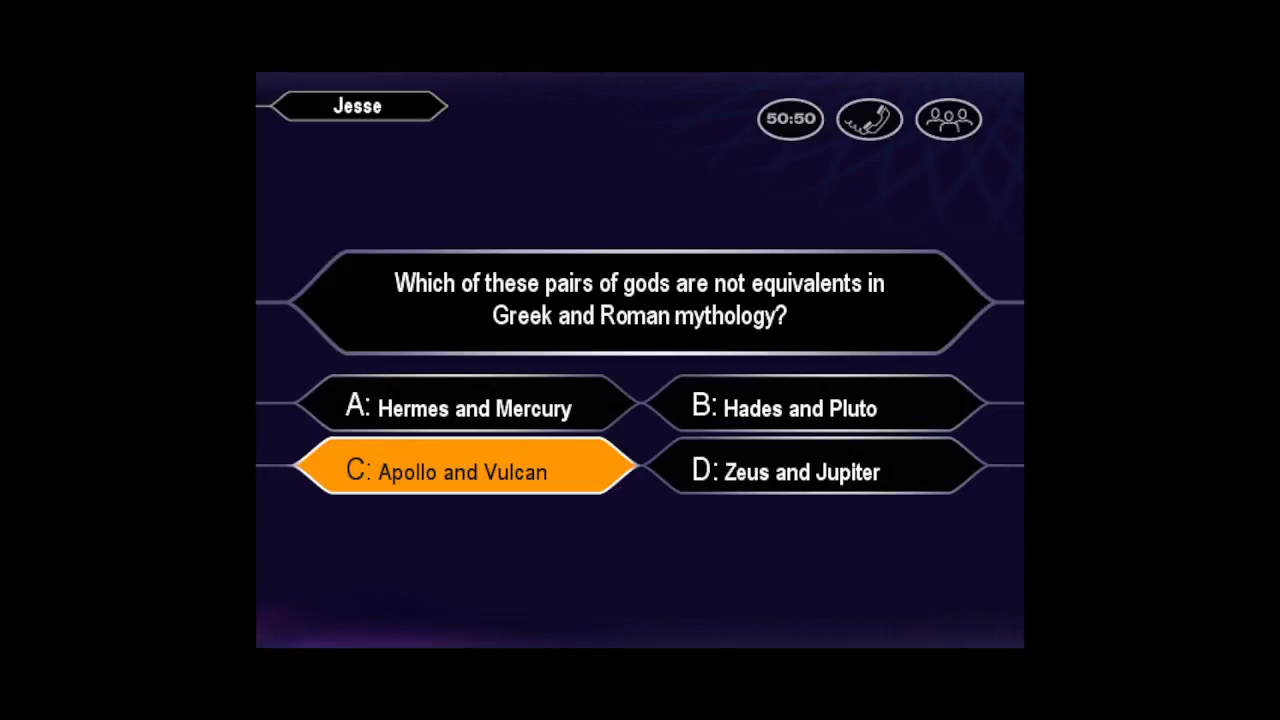 Jesse
50:50
Which of these pairs of gods are not equivalents in
Greek and Roman mythology?
A: Hermes and Mercury
B: Hades and Pluto
C: Apollo and Vulcan
D: Zeus and Jupiter